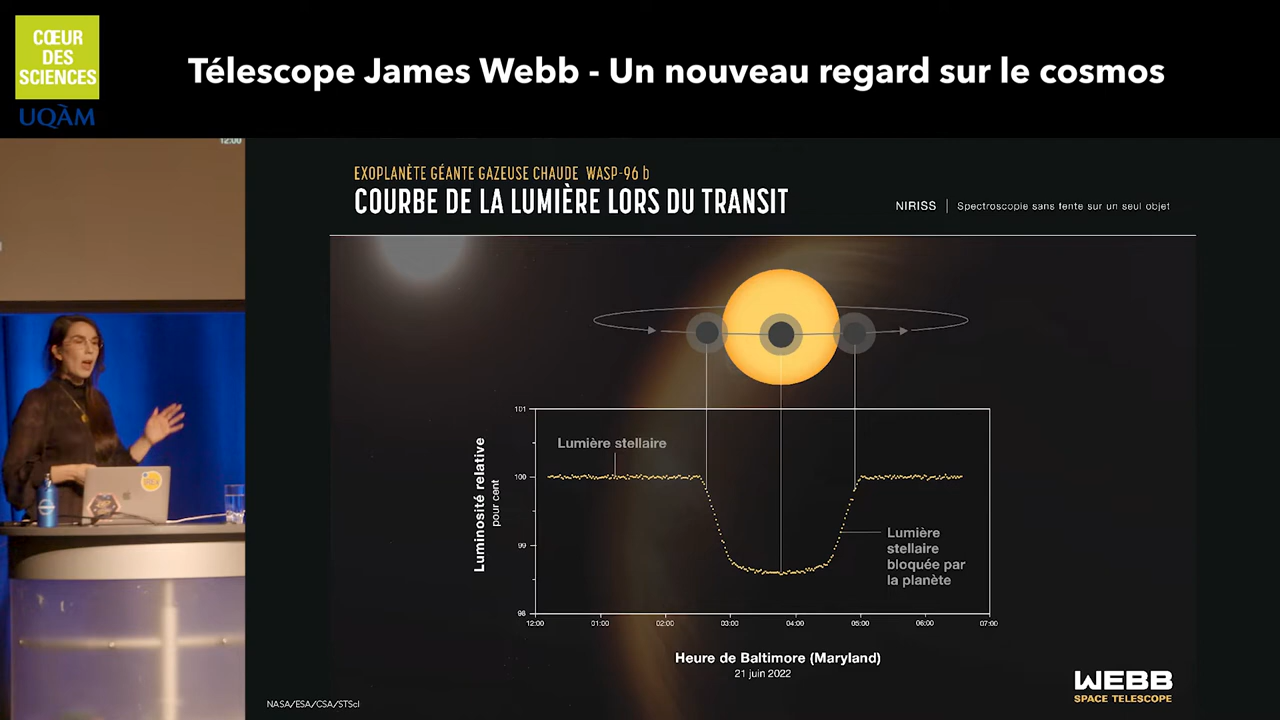 CŒUR
DES
SCIENCES
UQÀM
Télescope James Webb - Un nouveau regard sur le cosmos
12:00
EXOPLANÈTE GÉANTE GAZEUSE CHAUDE WASP-96 b
COURBE DE LA LUMIÈRE LORS DU TRANSIT
NIRISS | Spectroscopie sans fente sur un seul objet
101
100
99
98
Luminosité relative
pour cent
Lumière stellaire
Lumière
stellaire
bloquée par
la planète
12:00 01:00 02:00 03:00 04:00 05:00 06:00 07:00
Heure de Baltimore (Maryland)
21 juin 2022
WEBB
SPACE TELESCOPE
NASA/ESA/CSA/STScI